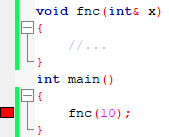 void fnc(int& x)
{
//...
}
int main()
{
fnc(10);
}